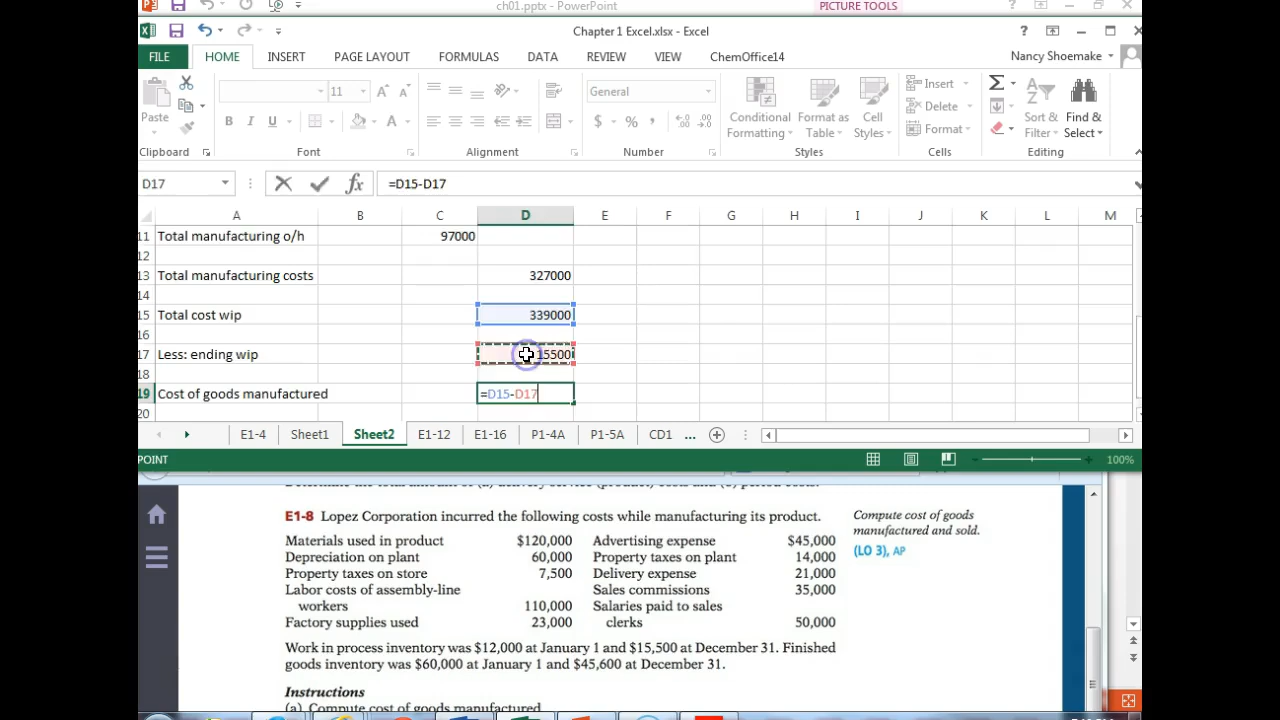 ch01.pptx - PowerPoint
PICTURE TOOLS
Chapter 1 Excel.xlsx - Excel
FILE HOME INSERT PAGE LAYOUT FORMULAS DATA REVIEW VIEW ChemOffice14 Nancy Shoemake
Paste
11
B I U A
General
$ % ,
Conditional Formatting
Format as Table
Cell Styles
Insert
Delete
Format
Sort & Filter
Find & Select
Clipboard Font Alignment Number Styles Cells Editing
D17 fx =D15-D17
A B C D E F G H I J K L M
11 Total manufacturing o/h 97000
12
13 Total manufacturing costs 327000
14
15 Total cost wip 339000
16
17 Less: ending wip 15500
18
19 Cost of goods manufactured =D15-D17
20
E1-4 Sheet1 Sheet2 E1-12 E1-16 P1-4A P1-5A CD1 ...
POINT 100%
E1-8 Lopez Corporation incurred the following costs while manufacturing its product.
Materials used in product $120,000 Advertising expense $45,000
Depreciation on plant 60,000 Property taxes on plant 14,000
Property taxes on store 7,500 Delivery expense 21,000
Labor costs of assembly-line Sales commissions 35,000
workers 110,000 Salaries paid to sales
Factory supplies used 23,000 clerks 50,000
Work in process inventory was $12,000 at January 1 and $15,500 at December 31. Finished
goods inventory was $60,000 at January 1 and $45,600 at December 31.
Instructions
(a) Compute cost of goods manufactured
Compute cost of goods
manufactured and sold.
(LO 3), AP